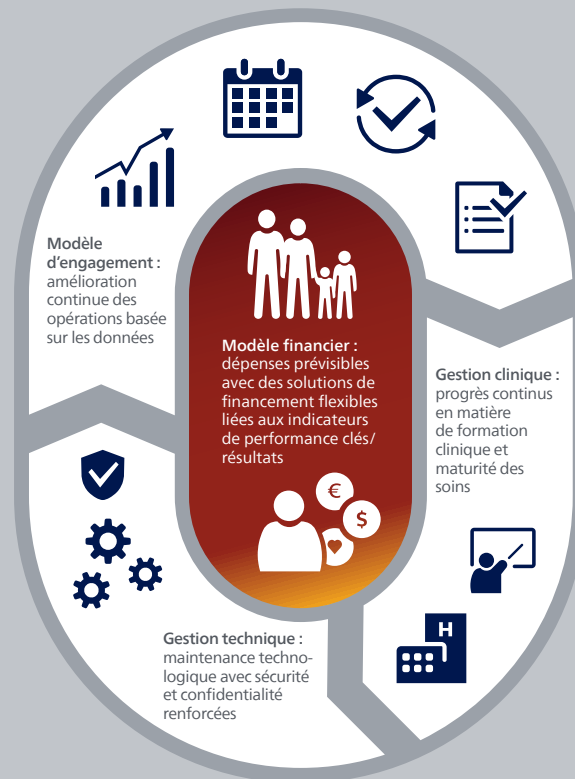 Modèle
d'engagement :
amélioration
continue des
opérations basée
sur les données
Modèle financier :
dépenses prévisibles
avec des solutions de
financement flexibles
liées aux indicateurs
de performance clés/
résultats
€
$
Gestion clinique :
progrès continus
en matière
de formation
clinique et
maturité des
soins
H
Gestion technique :
maintenance techno-
logique avec sécurité
et confidentialité
renforcées